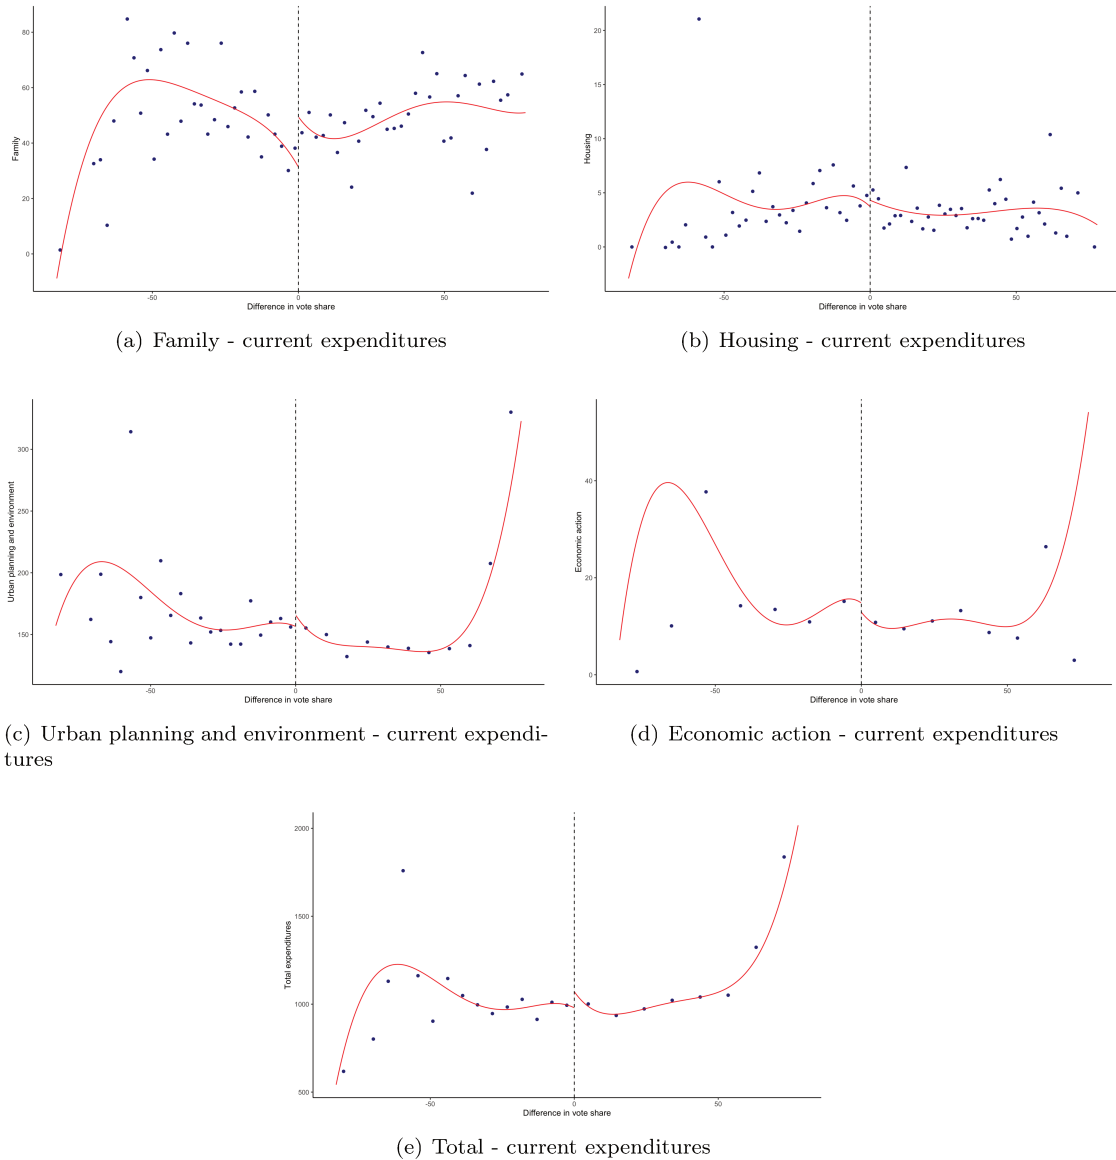 80
60
40
20
0
Family
-50
0
50
Difference in vote share
(a) Family - current expenditures
20
15
10
5
0
Housing
-50
0
50
Difference in vote share
(b) Housing - current expenditures
300
250
200
150
Urban planning and environment
-50
0
50
Difference in vote share
(c) Urban planning and environment - current expendi-
tures
40
20
0
Economic action
-50
0
50
Difference in vote share
(d) Economic action - current expenditures
2000
1500
1000
500
Total expenditures
-50
0
50
Difference in vote share
(e) Total - current expenditures